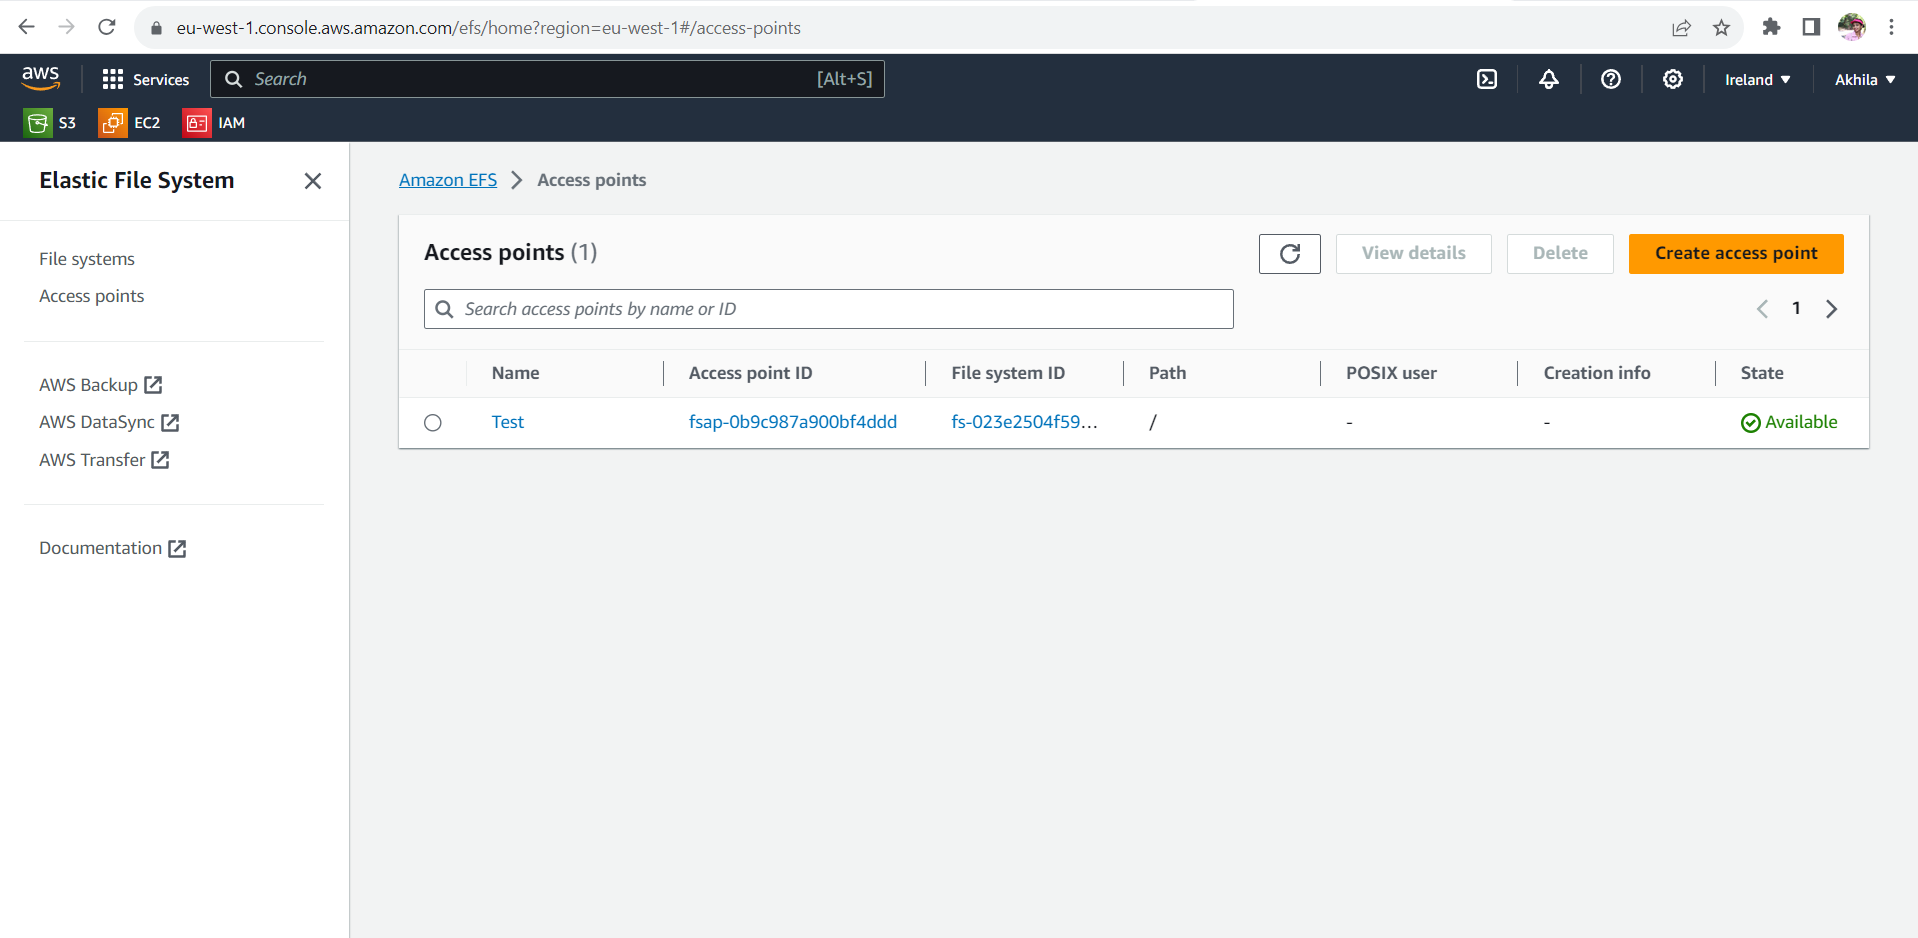 eu-west-1.console.aws.amazon.com/efs/home?region=eu-west-1#/access-points
aws Services Search [Alt+S] Ireland Akhila
S3 EC2 IAM
Elastic File System
File systems
Access points
AWS Backup
AWS DataSync
AWS Transfer
Documentation
Amazon EFS > Access points
Access points (1)
View details Delete Create access point
Search access points by name or ID
1
Name Access point ID File system ID Path POSIX user Creation info State
Test fsap-0b9c987a900bf4ddd fs-023e2504f59... / - - Available